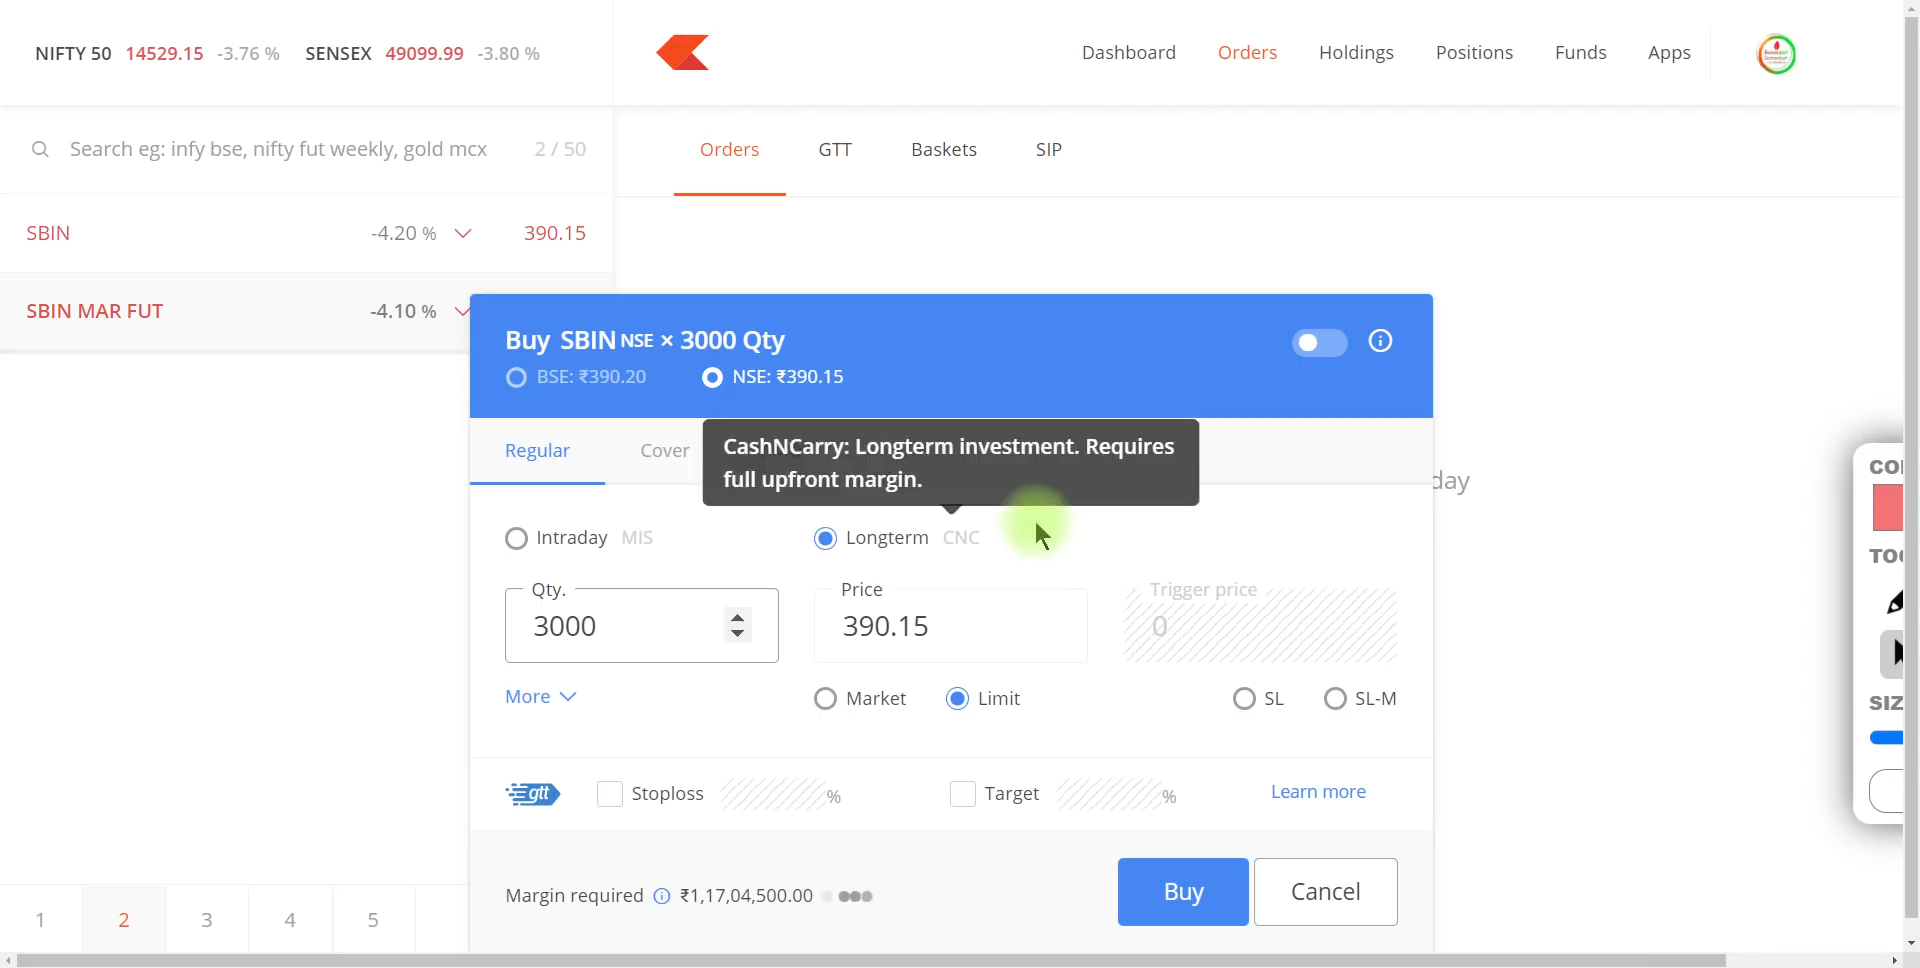 NIFTY 50 14529.15 -3.76 % SENSEX 49099.99 -3.80 %
Dashboard Orders Holdings Positions Funds Apps
Search eg: infy bse, nifty fut weekly, gold mcx 2 / 50
Orders GTT Baskets SIP
SBIN -4.20 % 390.15
SBIN MAR FUT -4.10 %
Buy SBIN NSE × 3000 Qty
BSE: ₹390.20 NSE: ₹390.15
Regular Cover
CashNCarry: Longterm investment. Requires
full upfront margin.
day
Intraday MIS Longterm CNC
Qty. Price Trigger price
3000 390.15 0
More Market Limit SL SL-M
gtt Stoploss % Target % Learn more
Margin required ₹1,17,04,500.00 Buy Cancel
1 2 3 4 5
COI
TOO
SIZ